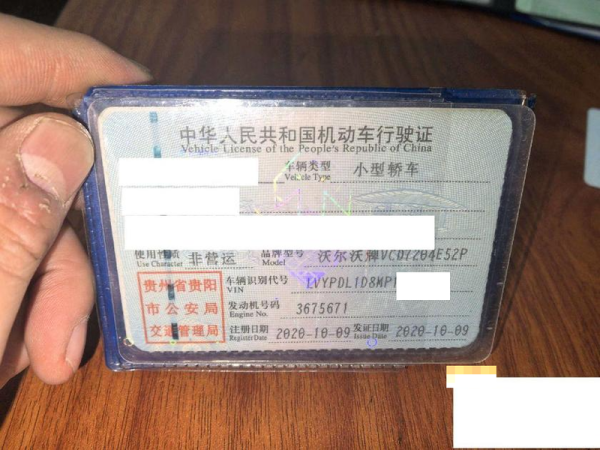 中华人民共和国机动车行驶证
Vehicle License of the People's Republic of China
车辆类型 小型轿车
Vehicle Type
使用性质 非营运 品牌型号 沃尔沃牌VCD7204E52P
Use Character Model
贵州省贵阳市公安局交通管理局
车辆识别代号 LVYPDL1D8MP
VIN
发动机号码 3675671
Engine No.
注册日期 2020-10-09 发证日期 2020-10-09
Register Date Issue Date